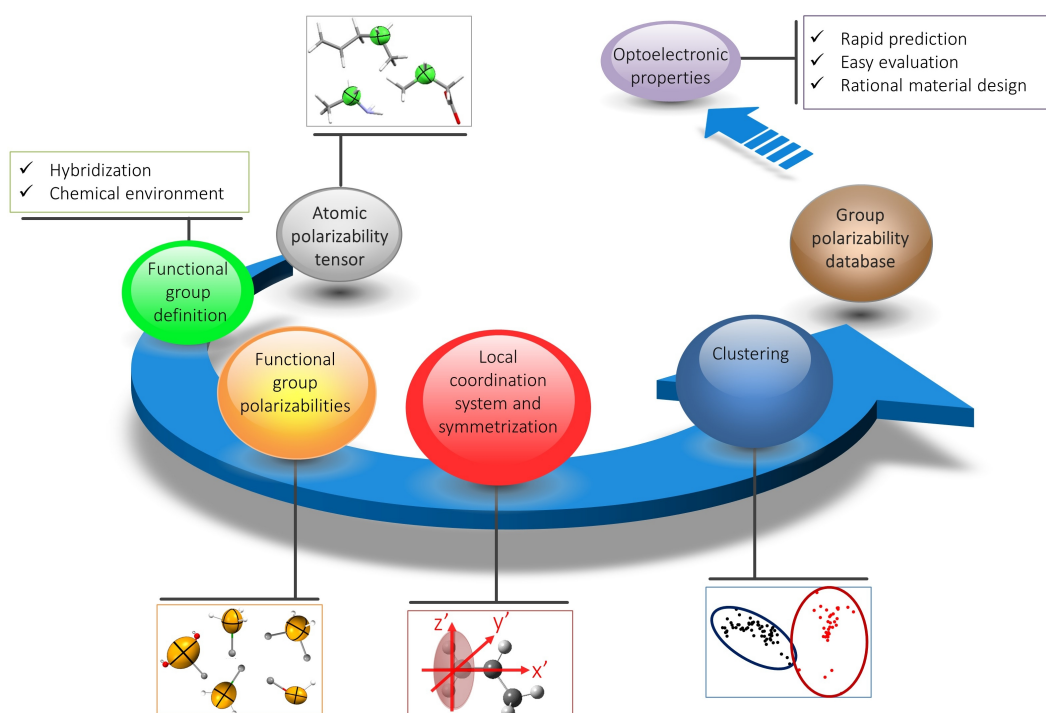 Optoelectronic
properties
✓ Rapid prediction
✓ Easy evaluation
✓ Rational material design
✓ Hybridization
✓ Chemical environment
Atomic
polarizability
tensor
Group
polarizability
database
Functional
group
definition
Functional
group
polarizabilities
Local
coordination
system and
symmetrization
Clustering
z’
y’
x’